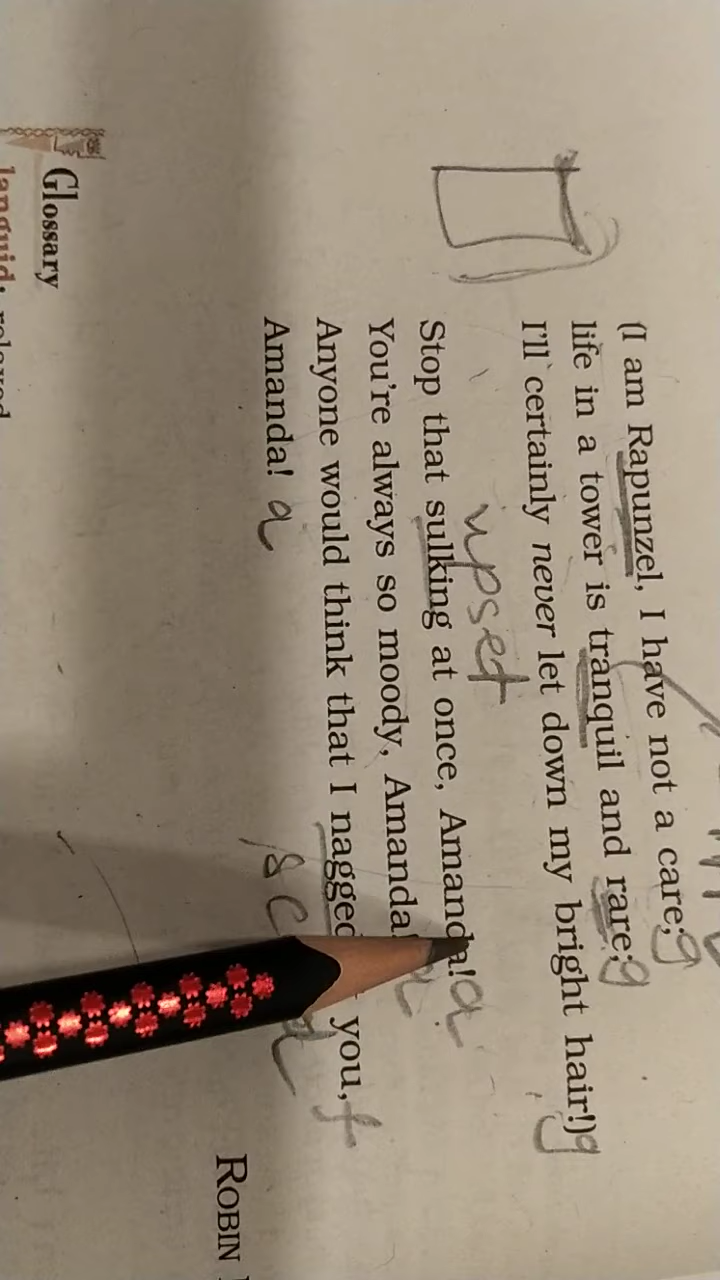 (I am Rapunzel, I have not a care; g
life in a tower is tranquil and rare; g
I'll certainly never let down my bright hair!) g
upset
Stop that sulking at once, Amanda! a
You're always so moody, Amanda! a
Anyone would think that I nagged you, f
Amanda! a
ROBIN
Glossary
languid: relaxed